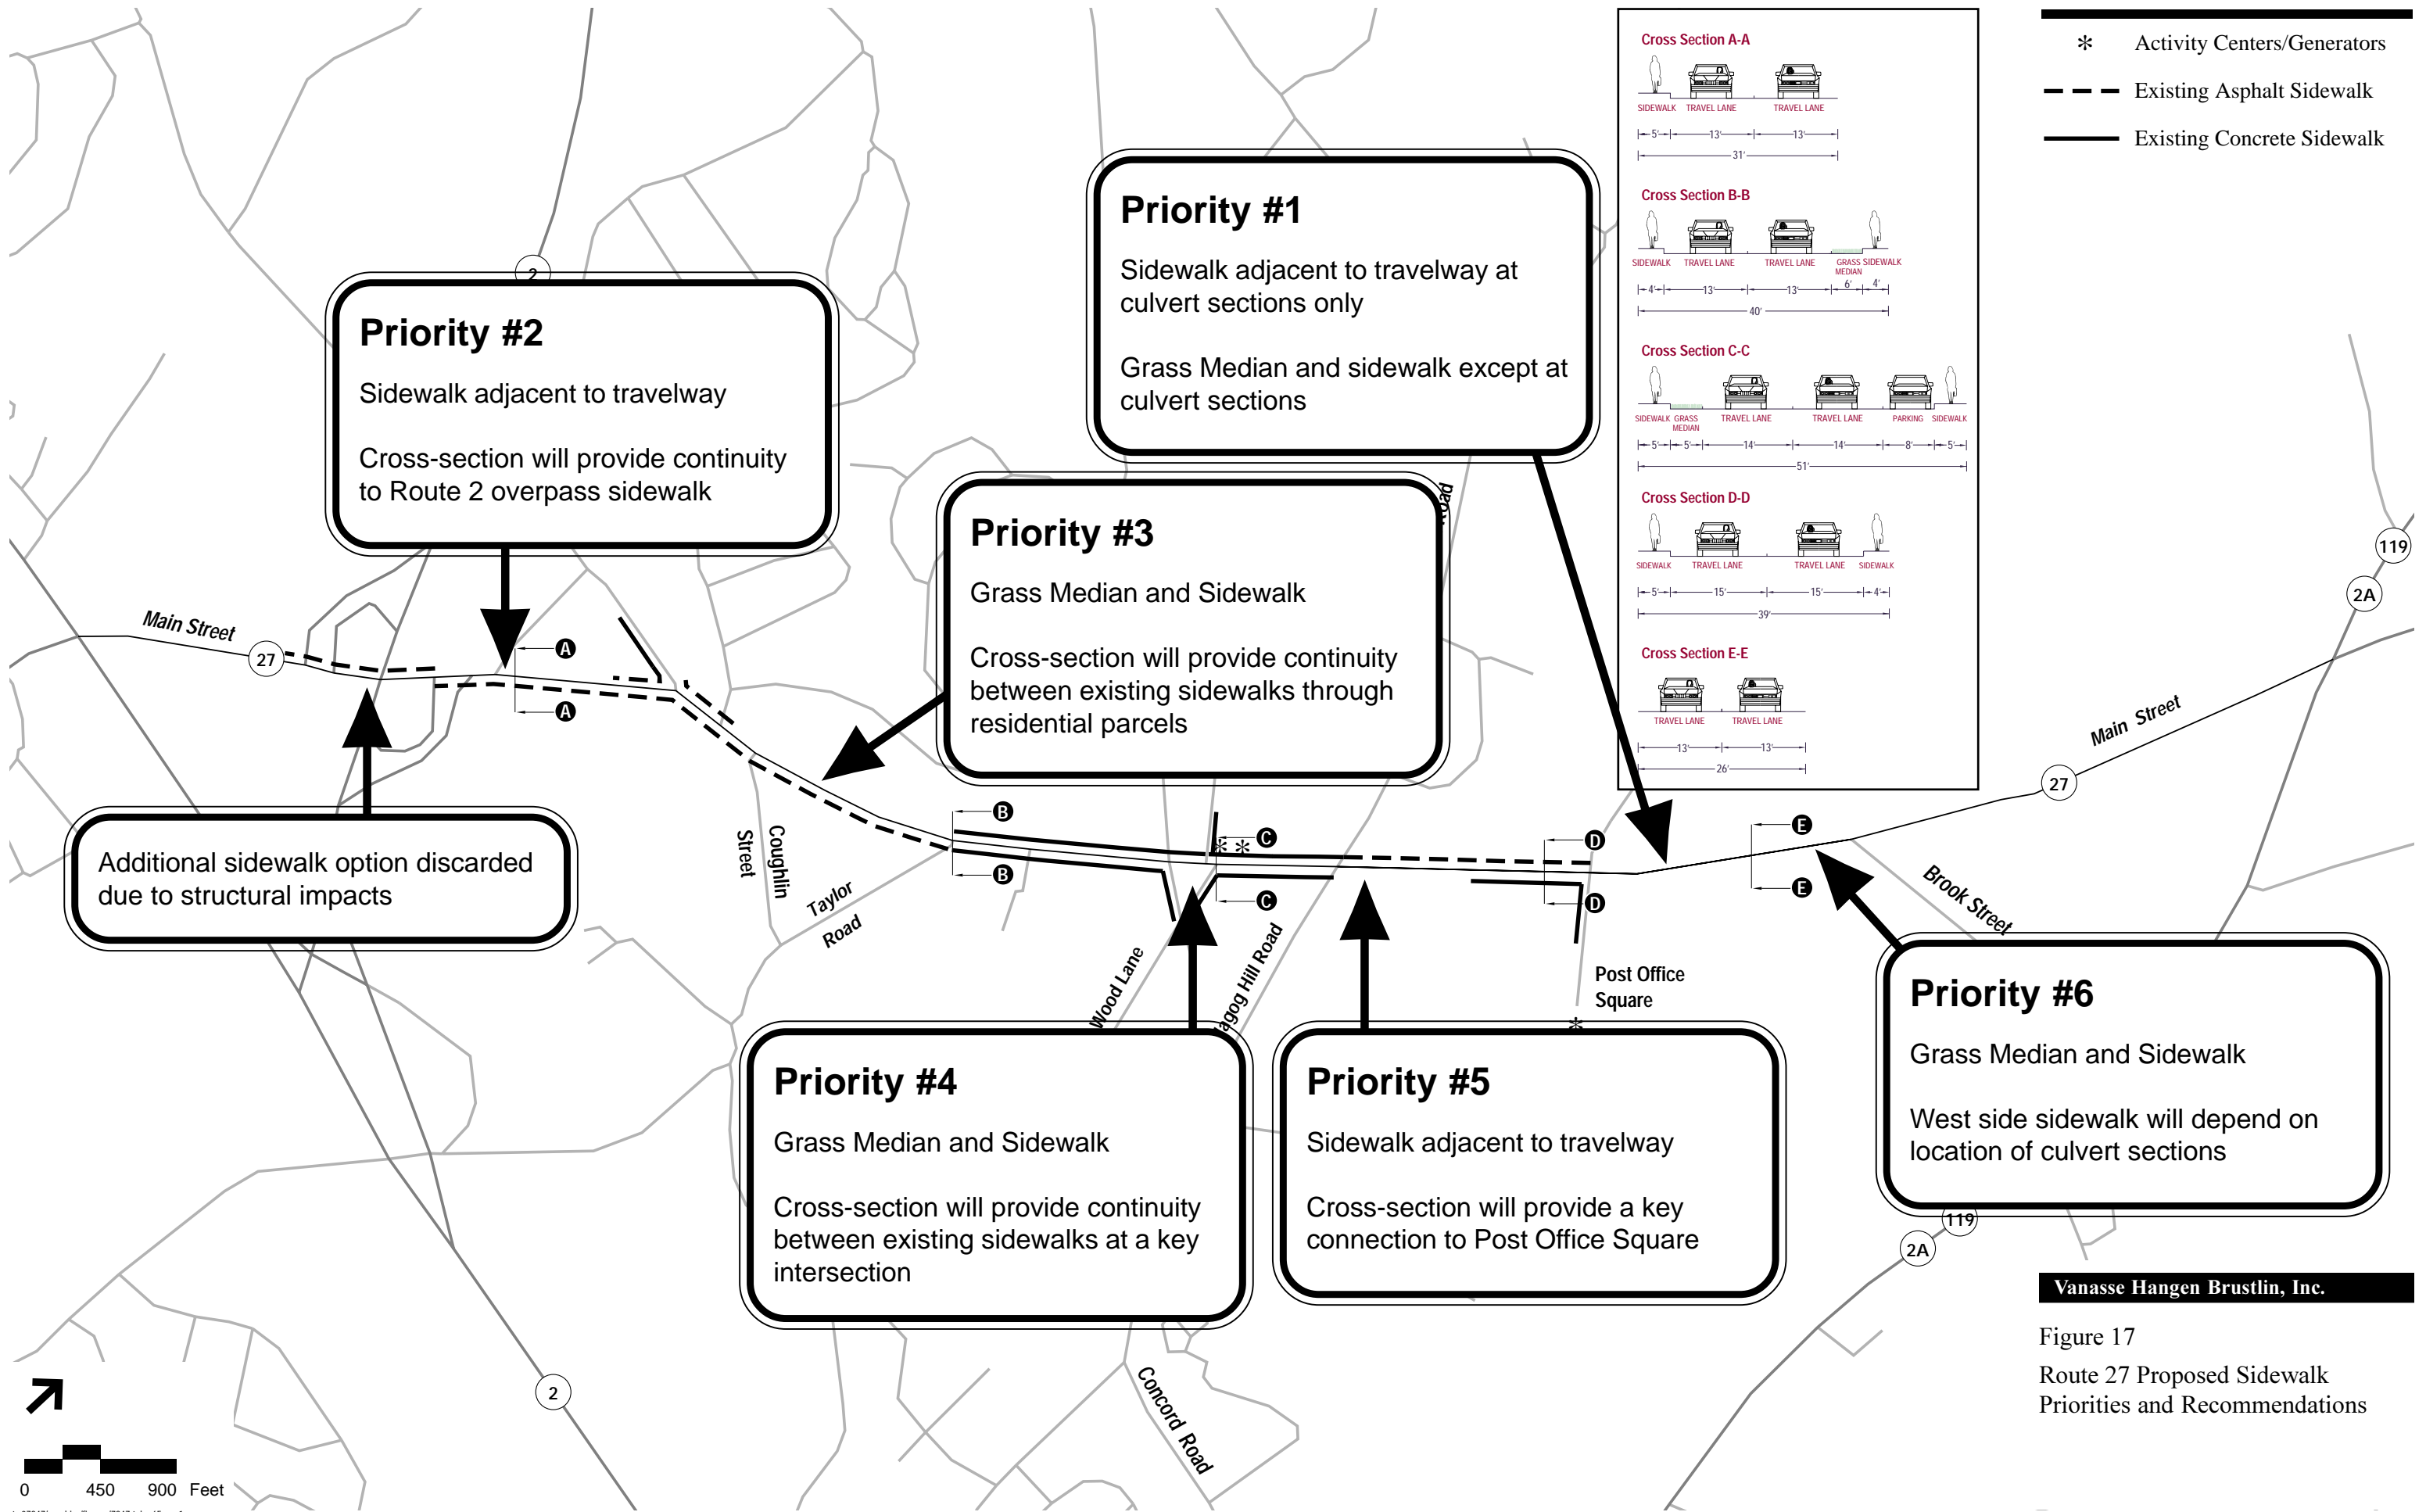 * Activity Centers/Generators
Existing Asphalt Sidewalk
Existing Concrete Sidewalk
Cross Section A-A
SIDEWALK TRAVEL LANE TRAVEL LANE
5' 13' 13'
31'
Cross Section B-B
SIDEWALK TRAVEL LANE TRAVEL LANE GRASS MEDIAN SIDEWALK
4' 13' 13' 6' 4'
40'
Cross Section C-C
SIDEWALK GRASS MEDIAN TRAVEL LANE TRAVEL LANE PARKING SIDEWALK
5' 5' 14' 14' 8' 5'
51'
Cross Section D-D
SIDEWALK TRAVEL LANE TRAVEL LANE SIDEWALK
5' 15' 15' 4'
39'
Cross Section E-E
TRAVEL LANE TRAVEL LANE
13' 13'
26'
Priority #1
Sidewalk adjacent to travelway at
culvert sections only
Grass Median and sidewalk except at
culvert sections
2
Priority #2
Sidewalk adjacent to travelway
Cross-section will provide continuity
to Route 2 overpass sidewalk
Priority #3
Grass Median and Sidewalk
Cross-section will provide continuity
between existing sidewalks through
residential parcels
119
2A
Main Street
27
A
A
Main Street
27
B
B
C
* *
C
D
D
E
E
Additional sidewalk option discarded
due to structural impacts
Coughlin
Street
Taylor
Road
Wood Lane
Hill Road
Brook Street
Post Office
Square
*
Priority #4
Grass Median and Sidewalk
Cross-section will provide continuity
between existing sidewalks at a key
intersection
Priority #5
Sidewalk adjacent to travelway
Cross-section will provide a key
connection to Post Office Square
Priority #6
Grass Median and Sidewalk
West side sidewalk will depend on
location of culvert sections
119
2A
2
Concord Road
0 450 900 Feet
Vanasse Hangen Brustlin, Inc.
Figure 17
Route 27 Proposed Sidewalk
Priorities and Recommendations